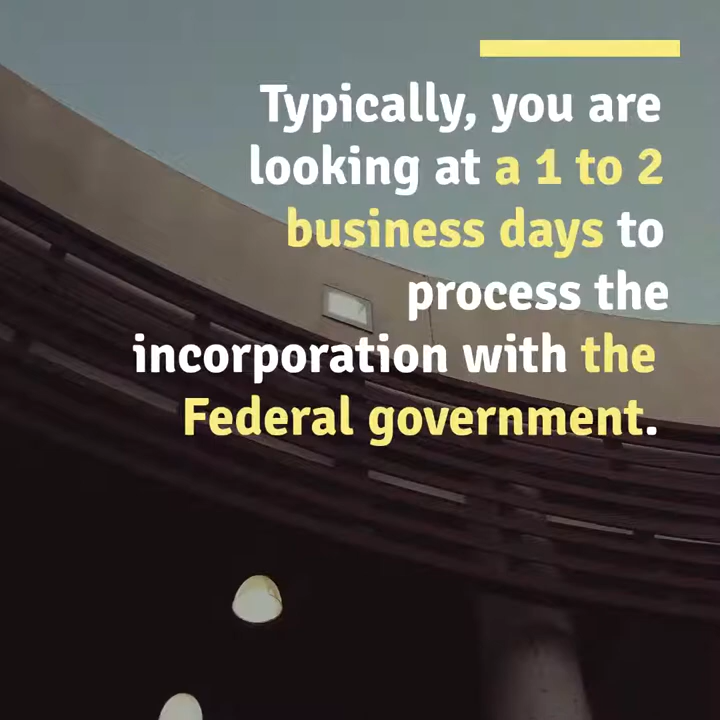 Typically, you are
looking at a 1 to 2
business days to
process the
incorporation with the
Federal government.